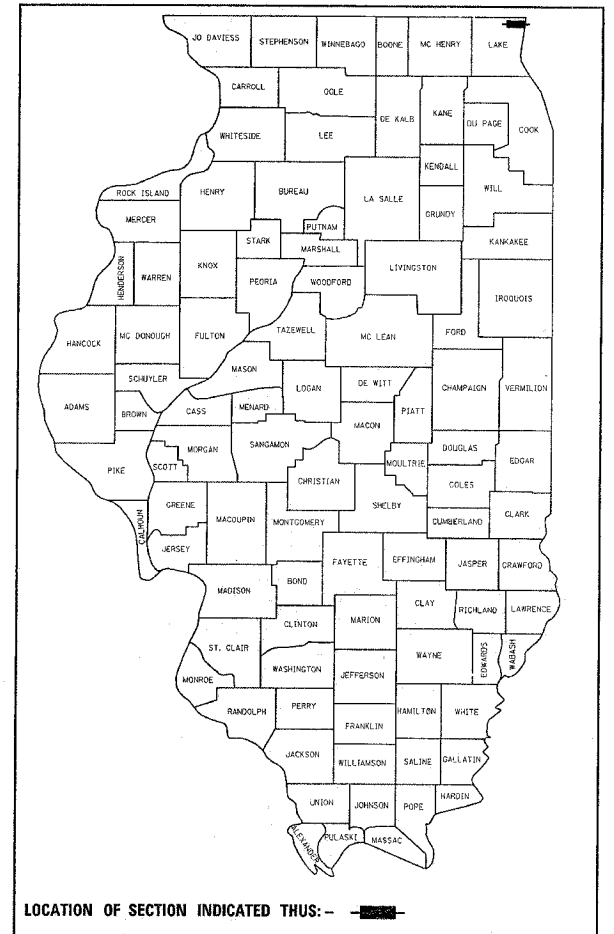 JO DAVIESS
STEPHENSON
WINNEBAGO
BOONE
MC HENRY
LAKE
CARROLL
OGLE
DE KALB
KANE
DU PAGE
COOK
WHITESIDE
LEE
KENDALL
WILL
ROCK ISLAND
HENRY
BUREAU
LA SALLE
GRUNDY
MERCER
PUTNAM
KANKAKEE
STARK
MARSHALL
HENDERSON
WARREN
KNOX
PEORIA
WOODFORD
LIVINGSTON
IROQUOIS
TAZEWELL
MC LEAN
FORD
HANCOCK
MC DONOUGH
FULTON
MASON
SCHUYLER
LOGAN
DE WITT
CHAMPAIGN
VERMILION
ADAMS
BROWN
CASS
MENARD
PIATT
MACON
SANGAMON
MORGAN
DOUGLAS
EDGAR
PIKE
SCOTT
CHRISTIAN
MOULTRIE
COLES
GREENE
MACOUPIN
MONTGOMERY
SHELBY
CUMBERLAND
CLARK
CALHOUN
JERSEY
FAYETTE
EFFINGHAM
JASPER
CRAWFORD
MADISON
BOND
CLAY
RICHLAND
LAWRENCE
CLINTON
MARION
ST. CLAIR
WAYNE
EDWARDS
WABASH
WASHINGTON
JEFFERSON
MONROE
RANDOLPH
PERRY
HAMILTON
WHITE
FRANKLIN
JACKSON
WILLIAMSON
SALINE
GALLATIN
UNION
JOHNSON
POPE
HARDIN
ALEXANDER
PULASKI
MASSAC
LOCATION OF SECTION INDICATED THUS: -